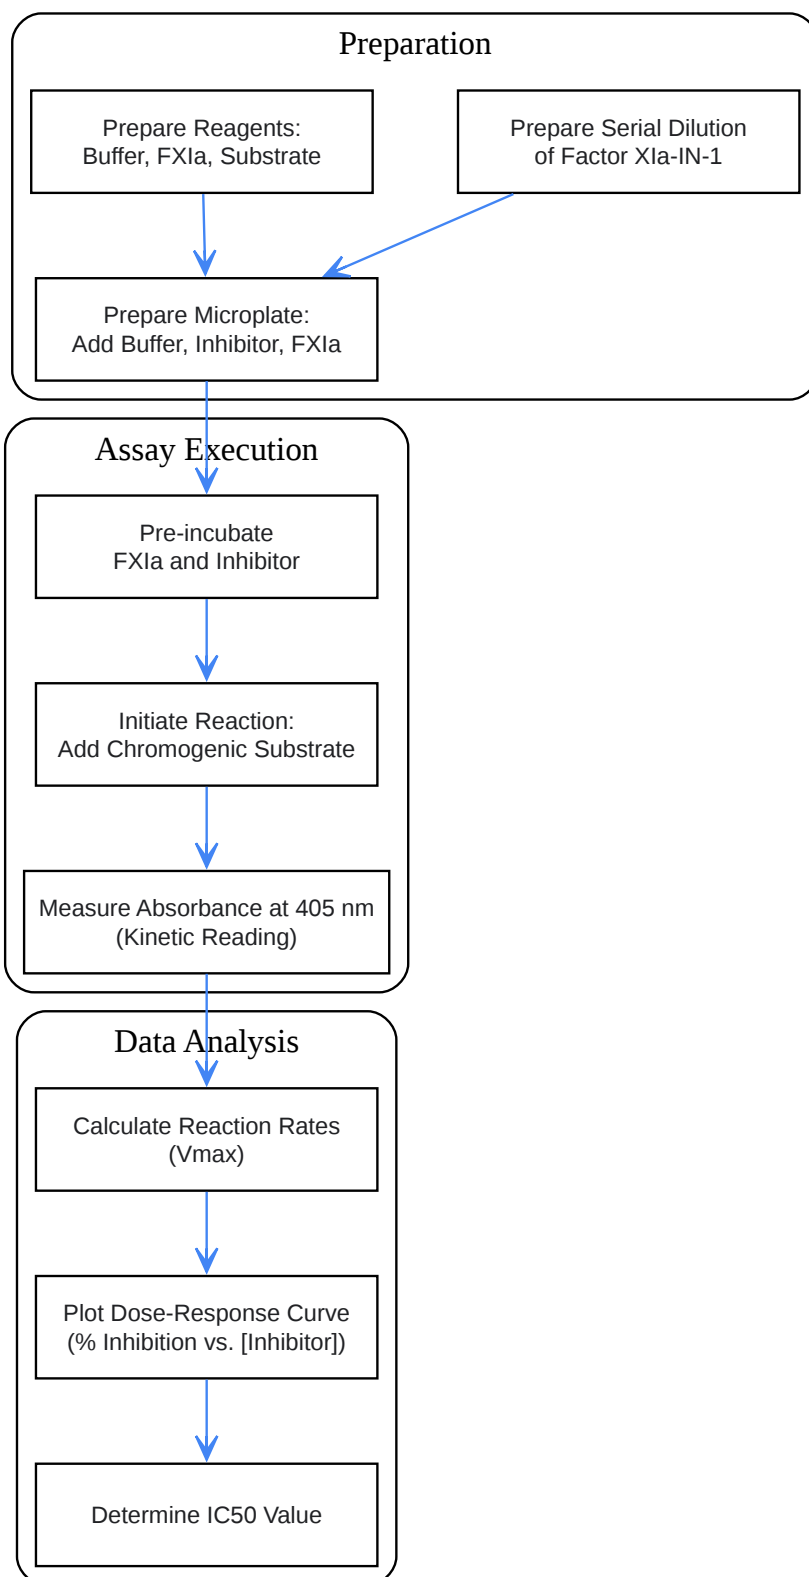 Preparation
Prepare Reagents:
Buffer, FXIa, Substrate
Prepare Serial Dilution
of Factor XIa-IN-1
Prepare Microplate:
Add Buffer, Inhibitor, FXIa
Assay Execution
Pre-incubate
FXIa and Inhibitor
Initiate Reaction:
Add Chromogenic Substrate
Measure Absorbance at 405 nm
(Kinetic Reading)
Data Analysis
Calculate Reaction Rates
(Vmax)
Plot Dose-Response Curve
(% Inhibition vs. [Inhibitor])
Determine IC50 Value